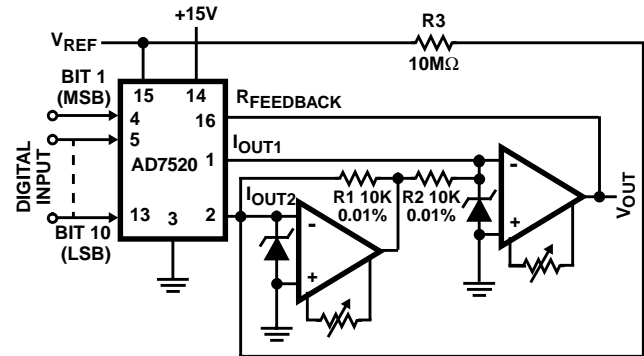 +15V
R3
VREF
10MΩ
BIT 1
(MSB)
15
14
RFEEDBACK
4
16
5
IOUT1
1
AD7520
DIGITAL
INPUT
R1 10K
0.01%
R2 10K
0.01%
IOUT2
13
3
2
BIT 10
(LSB)
-
+
-
+
VOUT